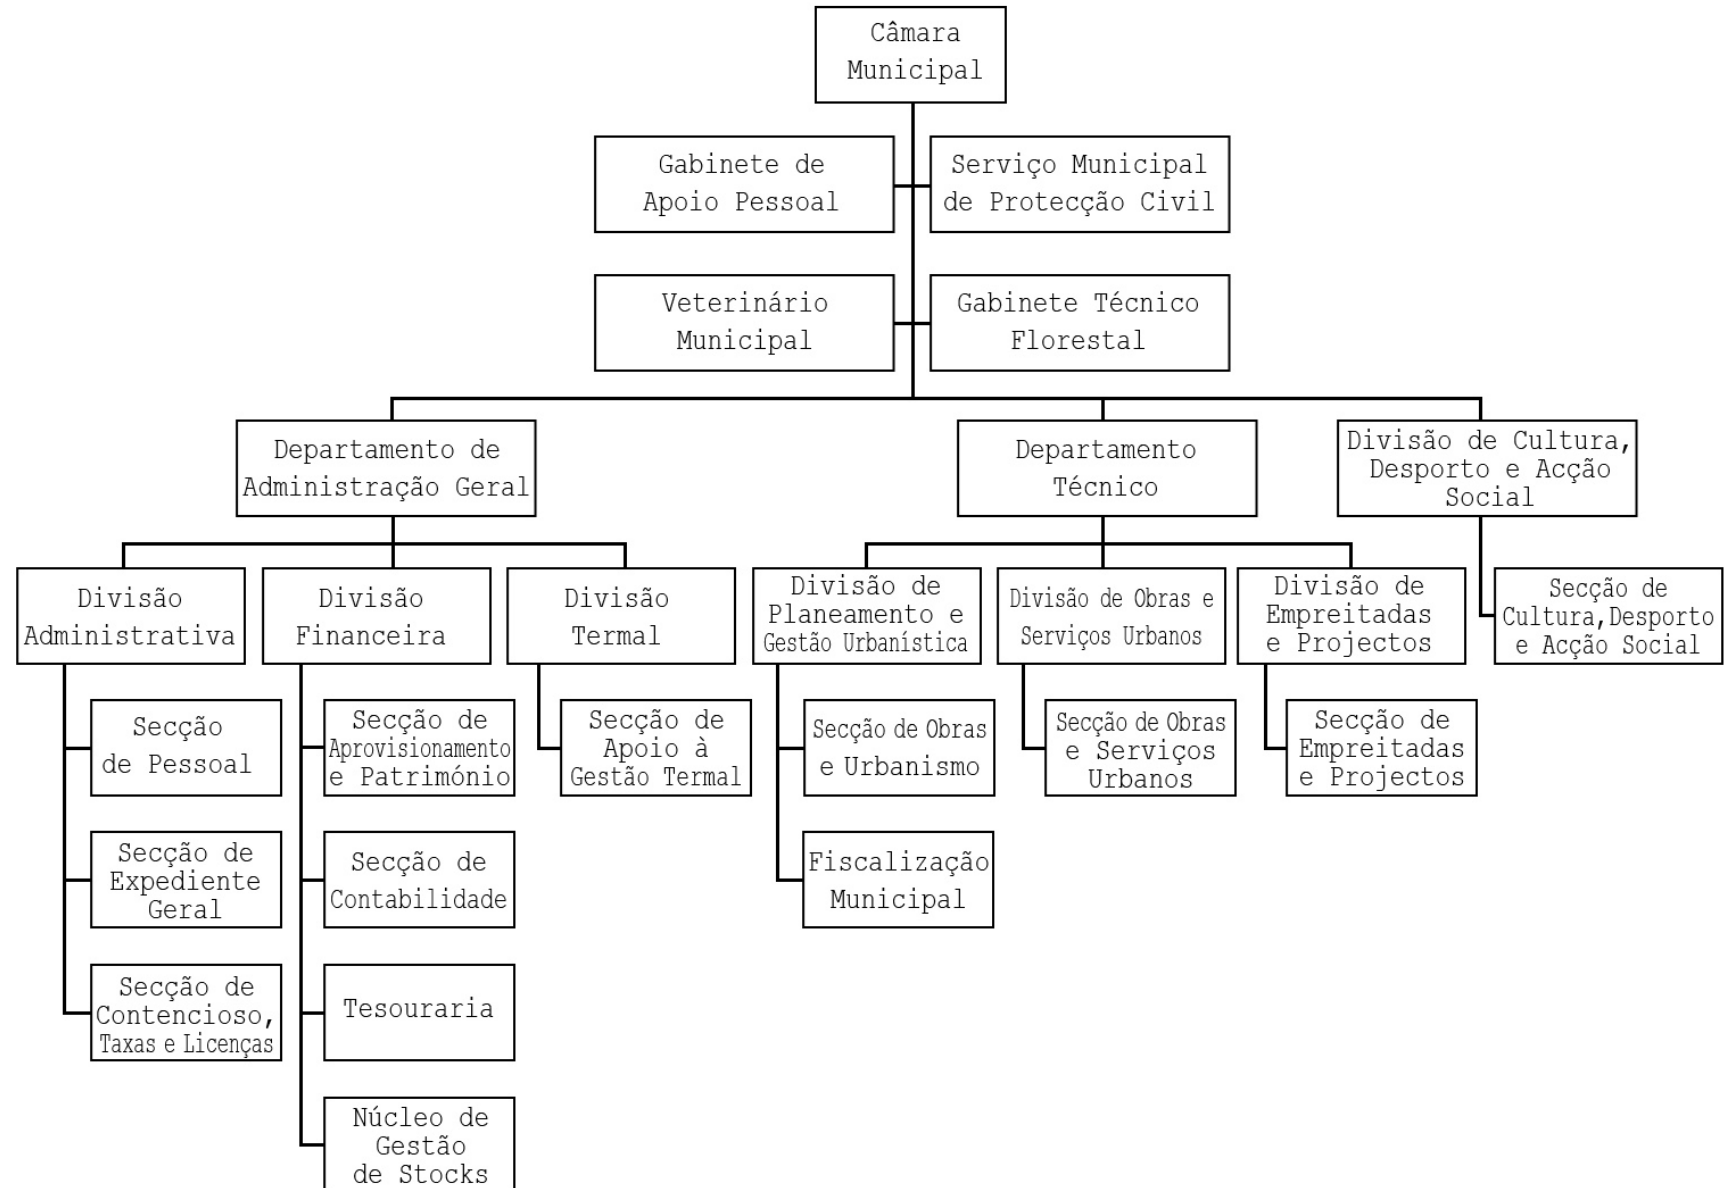 Câmara
Municipal
Gabinete de
Apoio Pessoal
Serviço Municipal
de Protecção Civil
Veterinário
Municipal
Gabinete Técnico
Florestal
Departamento de
Administração Geral
Departamento
Técnico
Divisão de Cultura,
Desporto e Acção
Social
Divisão
Administrativa
Divisão
Financeira
Divisão
Termal
Divisão de
Planeamento e
Gestão Urbanística
Divisão de Obras e
Serviços Urbanos
Divisão de
Empreitadas
e Projectos
Secção de
Cultura,Desporto
e Acção Social
Secção
de Pessoal
Secção de
Aprovisionamento
e Património
Secção de
Apoio à
Gestão Termal
Secção de Obras
e Urbanismo
Secção de Obras
e Serviços
Urbanos
Secção de
Empreitadas
e Projectos
Secção de
Expediente
Geral
Secção de
Contabilidade
Fiscalização
Municipal
Secção de
Contencioso,
Taxas e Licenças
Tesouraria
Núcleo de
Gestão
de Stocks